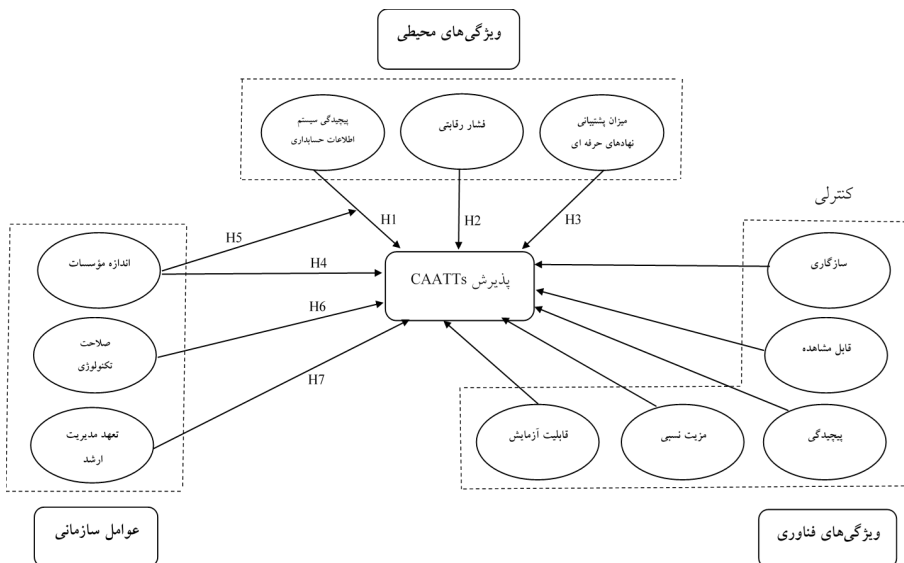 ویژگی‌های محیطی
میزان پشتیبانی
نهادهای حرفه ای
فشار رقابتی
پیچیدگی سیستم
اطلاعات حسابداری
کنترلی
H1
H2
H3
H5
H4
H6
H7
پذیرش CAATTs
اندازه مؤسسات
صلاحت
تکنولوژی
تعهد مدیریت
ارشد
سازگاری
قابل مشاهده
پیچیدگی
مزیت نسبی
قابلیت آزمایش
ویژگی‌های فناوری
عوامل سازمانی